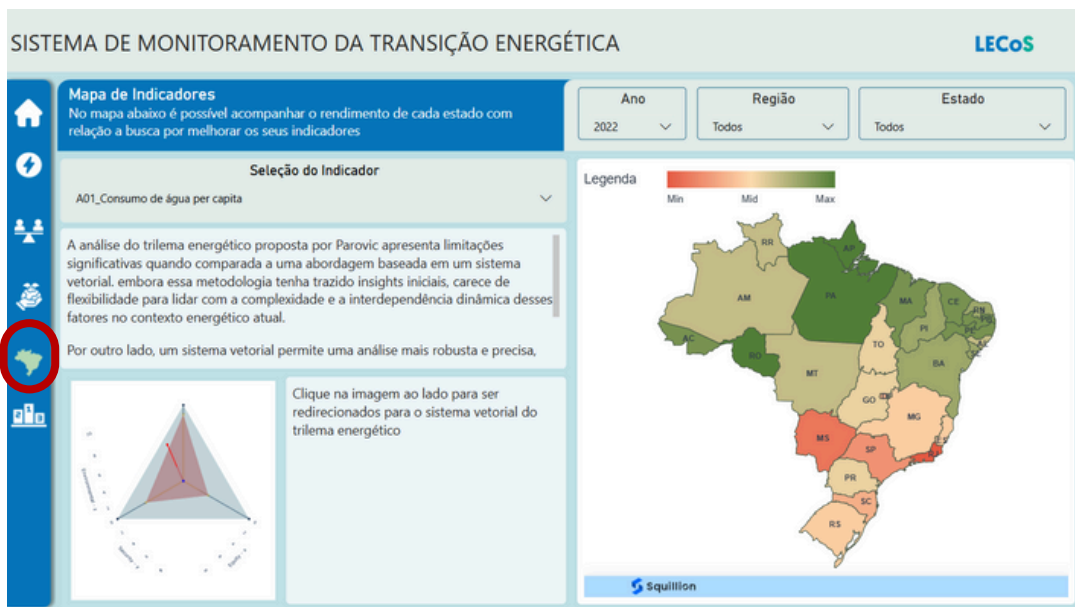 SISTEMA DE MONITORAMENTO DA TRANSIÇÃO ENERGÉTICA
LECoS
Mapa de Indicadores
No mapa abaixo é possível acompanhar o rendimento de cada estado com
relação a busca por melhorar os seus indicadores
Ano
2022
Região
Todos
Estado
Todos
Seleção do Indicador
A01_Consumo de água per capita
A análise do trilema energético proposta por Parovic apresenta limitações
significativas quando comparada a uma abordagem baseada em um sistema
vetorial. embora essa metodologia tenha trazido insights iniciais, carece de
flexibilidade para lidar com a complexidade e a interdependência dinâmica desses
fatores no contexto energético atual.
Por outro lado, um sistema vetorial permite uma análise mais robusta e precisa,
Clique na imagem ao lado para ser
redirecionados para o sistema vetorial do
trilema energético
Legenda
Min Mid Max
RR
AP
AM
PA
MA
CE
RN
PB
PE
PI
AC
TO
RO
BA
MT
GO
MG
ES
MS
SP
RJ
PR
SC
RS
Squillion